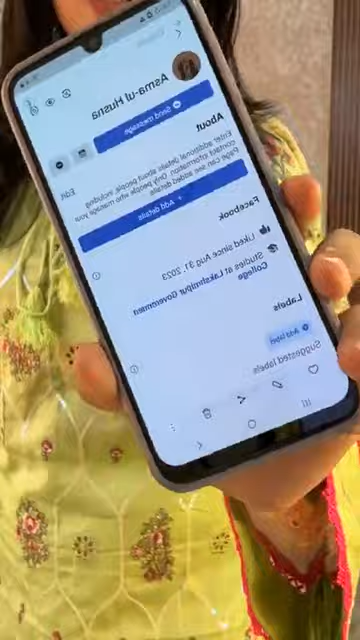 Asma-ul Husna
Send message
About
Edit
Enter additional details about people, including
contact information. Only people who manage your
Page can see added details.
+ Add details
Facebook
Liked since Aug 31, 2023
Studies at Lakshmipur Government
College
Labels
Add label
Suggested labels